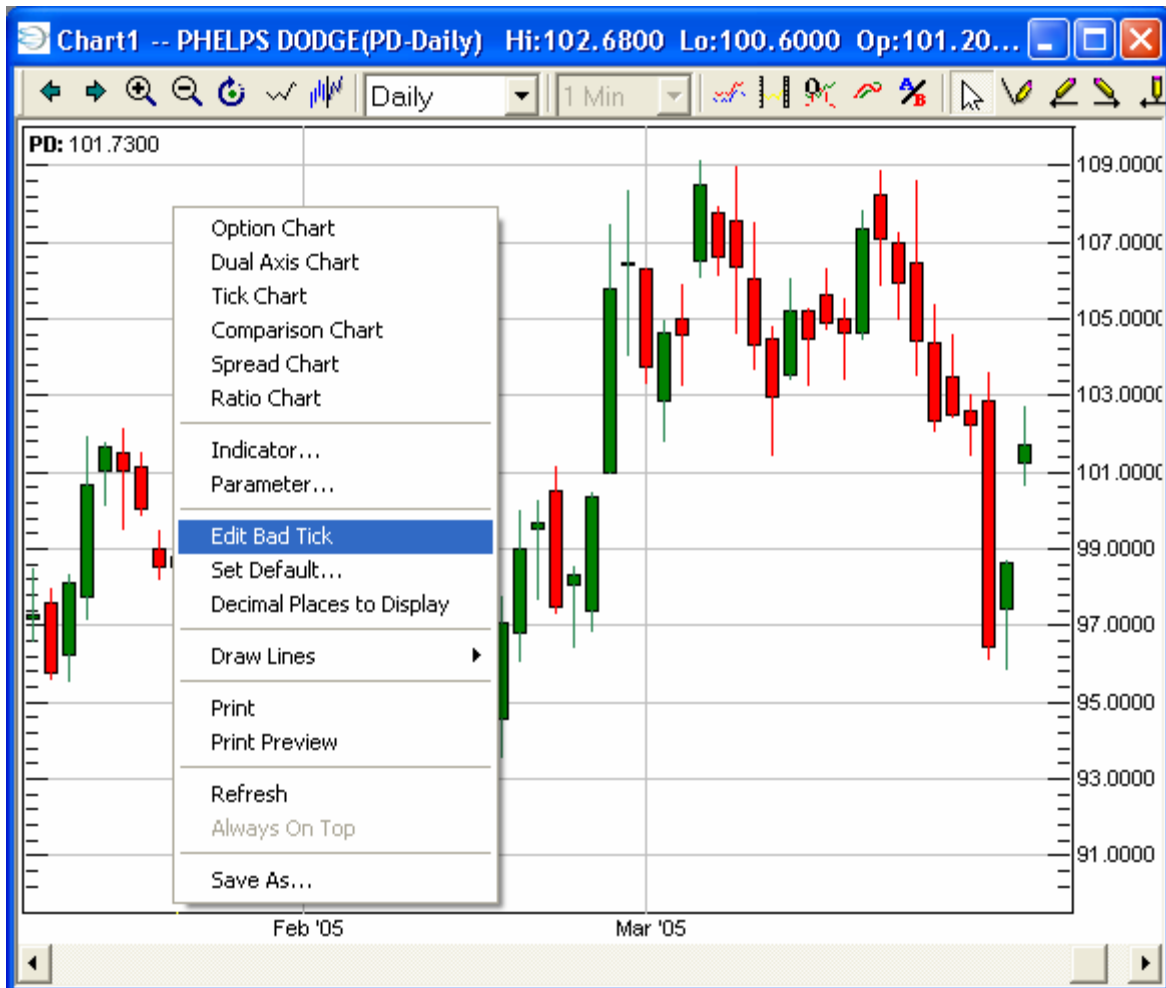 Chart1 -- PHELPS DODGE(PD-Daily) Hi:102.6800 Lo:100.6000 Op:101.20...
Daily
1 Min
PD: 101.7300
Option Chart
Dual Axis Chart
Tick Chart
Comparison Chart
Spread Chart
Ratio Chart
Indicator...
Parameter...
Edit Bad Tick
Set Default...
Decimal Places to Display
Draw Lines
Print
Print Preview
Refresh
Always On Top
Save As...
109.0000
107.0000
105.0000
103.0000
101.0000
99.0000
97.0000
95.0000
93.0000
91.0000
Feb '05
Mar '05
A/B